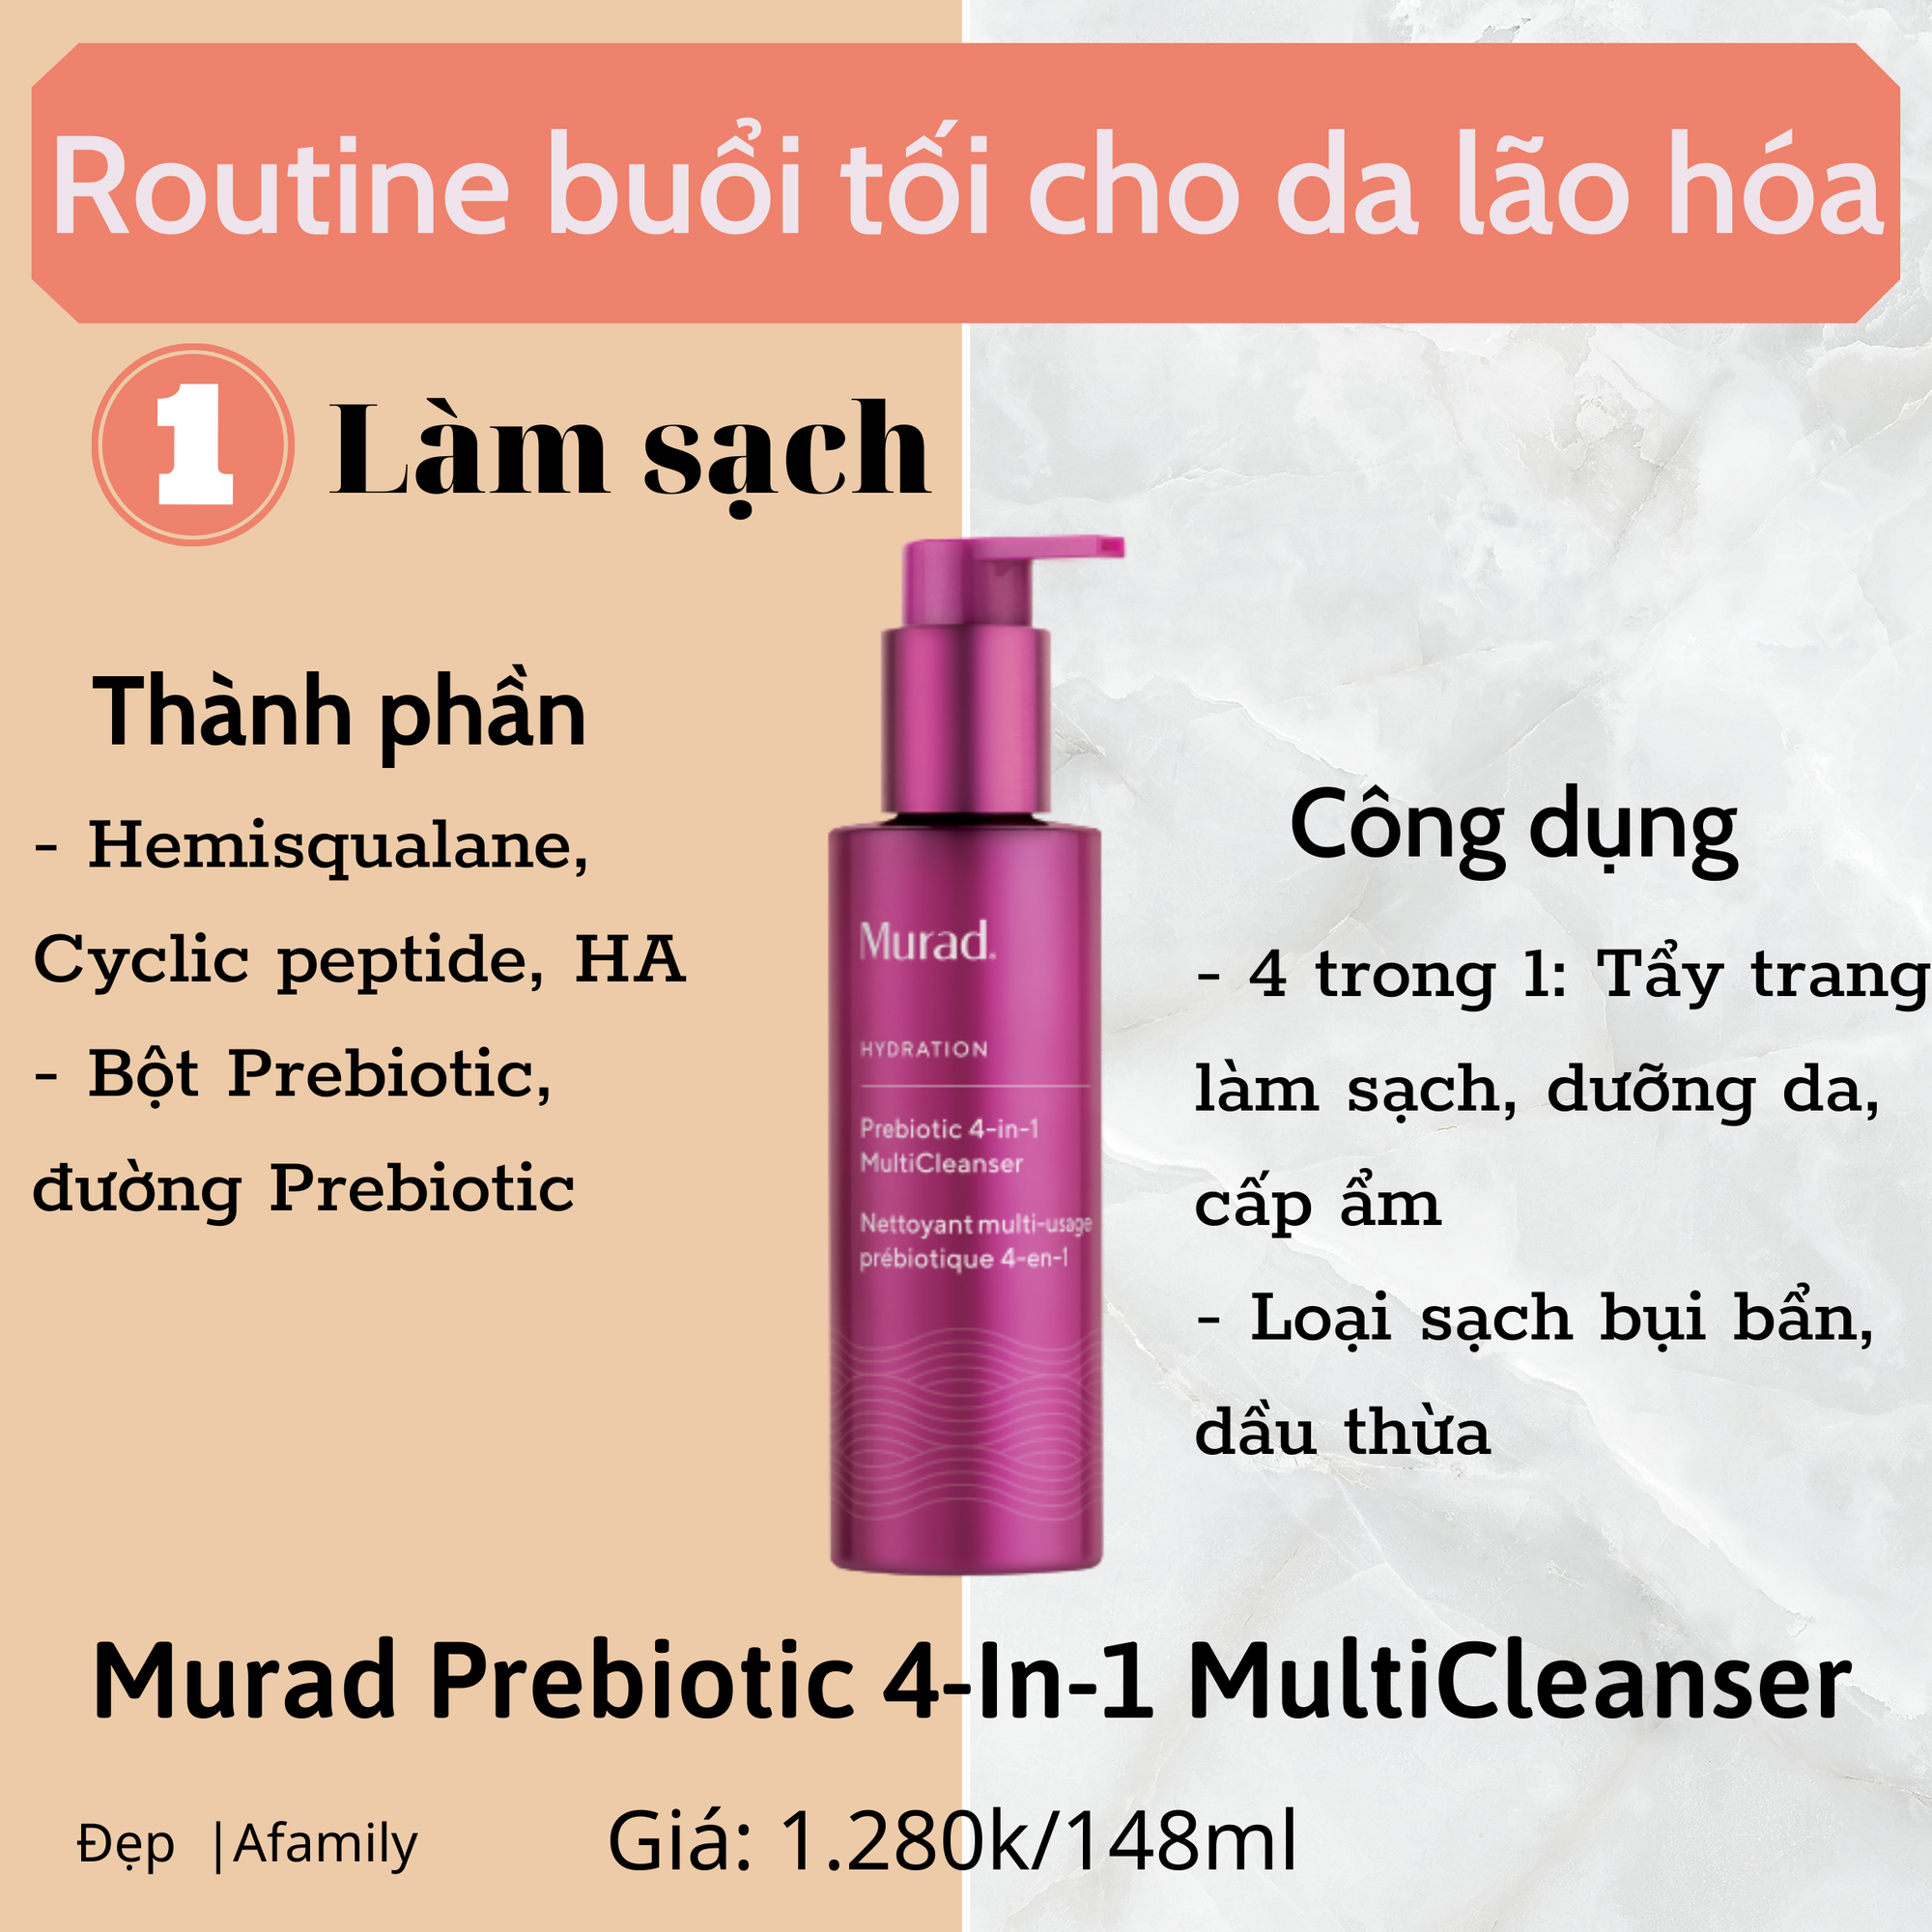 Routine buổi tối cho da lão hóa
1 Làm sạch
Thành phần
- Hemisqualane,
Cyclic peptide, HA
- Bột Prebiotic,
đường Prebiotic
Murad.
HYDRATION
Prebiotic 4-in-1
MultiCleanser
Nettoyant multi-usage
prébiotique 4-en-1
Công dụng
- 4 trong 1: Tẩy trang
làm sạch, dưỡng da,
cấp ẩm
- Loại sạch bụi bẩn,
dầu thừa
Murad Prebiotic 4-In-1 MultiCleanser
Đẹp |Afamily
Giá: 1.280k/148ml